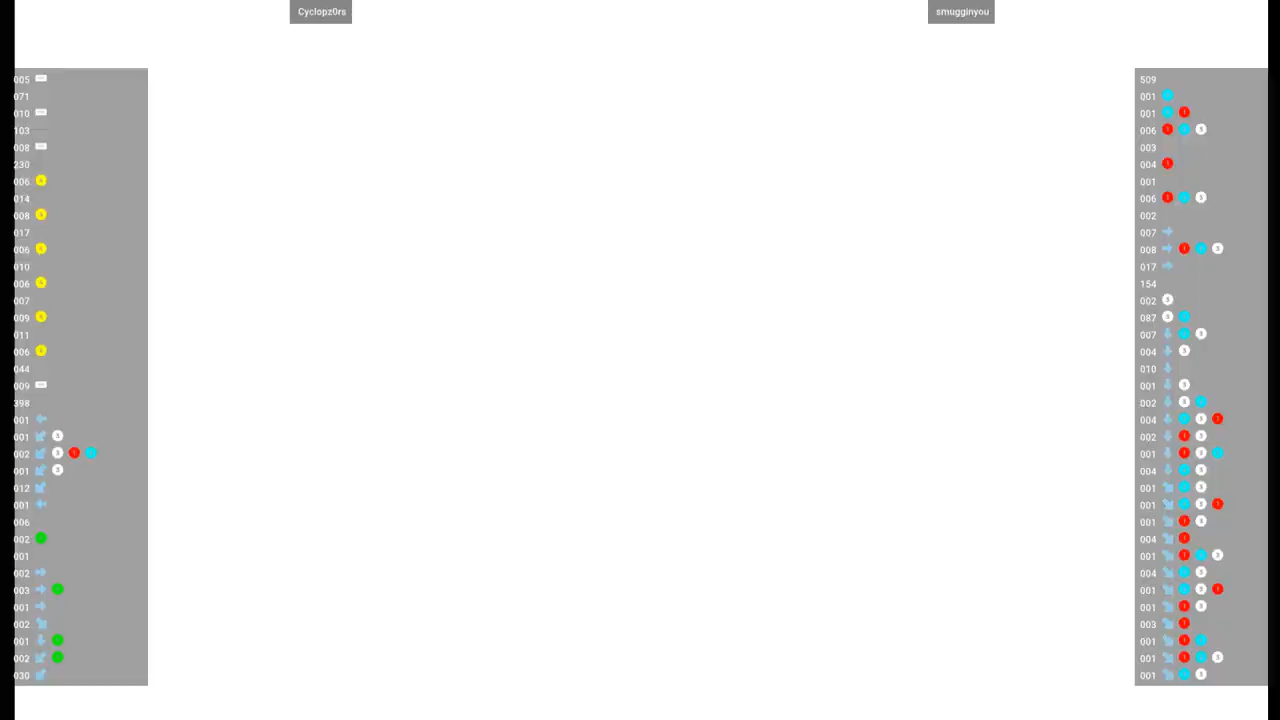 Cyclopz0rs
smugginyou
005
071
010
103
008
230
006
014
008
017
006
010
006
007
009
011
006
044
009
398
001
001 S
002 S
001 S
012
001
006
002
001
002
003
001
002
001
002
030
509
001
001
006 S
003
004
001
006 S
002
007
008 S
017
154
002 S
087 S
007 S
004 S
010
001 S
002 S
004 S
002 S
001 S
004 S
001 S
001 S
001 S
004
001 S
004 S
001 S
001 S
003
001
001 S
001 S